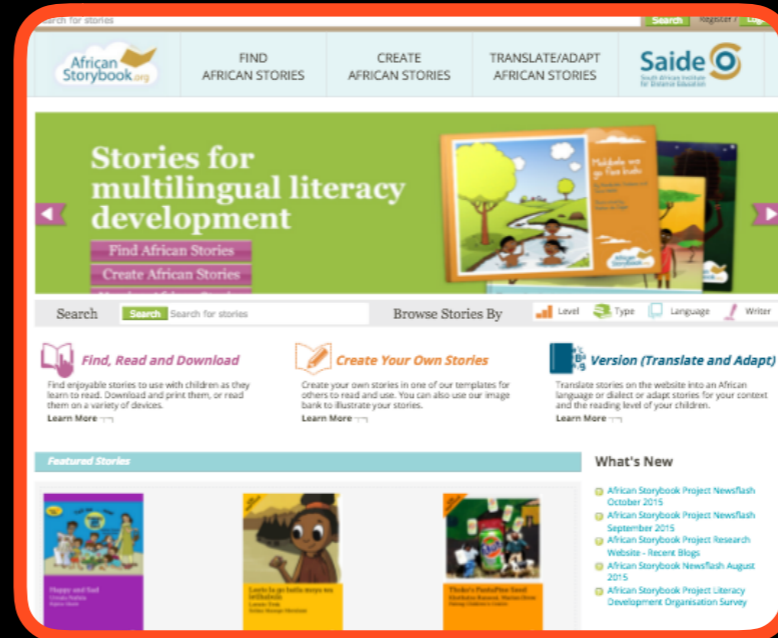 Search for stories Search Register /
African
Storybook.org
FIND
AFRICAN STORIES
CREATE
AFRICAN STORIES
TRANSLATE/ADAPT
AFRICAN STORIES
Saide
South African Institute
for Distance Education
Stories for
multilingual literacy
development
Find African Stories
Create African Stories
African
Storybook.org
Search Search Search for stories Browse Stories By Level Type Language Writer
Find, Read and Download
Find enjoyable stories to use with children as they
learn to read. Download and print them, or read
them on a variety of devices.
Learn More
Create Your Own Stories
Create your own stories in one of our templates for
others to read and use. You can also use our image
bank to illustrate your stories.
Learn More
Version (Translate and Adapt)
Translate stories on the website into an African
language or dialect or adapt stories for your context
and the reading level of your children.
Learn More
Featured Stories
Happy and Sad
What's New
African Storybook Project Newsflash
October 2015
African Storybook Project Newsflash
September 2015
African Storybook Project Research
Website - Recent Blogs
African Storybook Newsflash August
2015
African Storybook Project Literacy
Development Organisation Survey